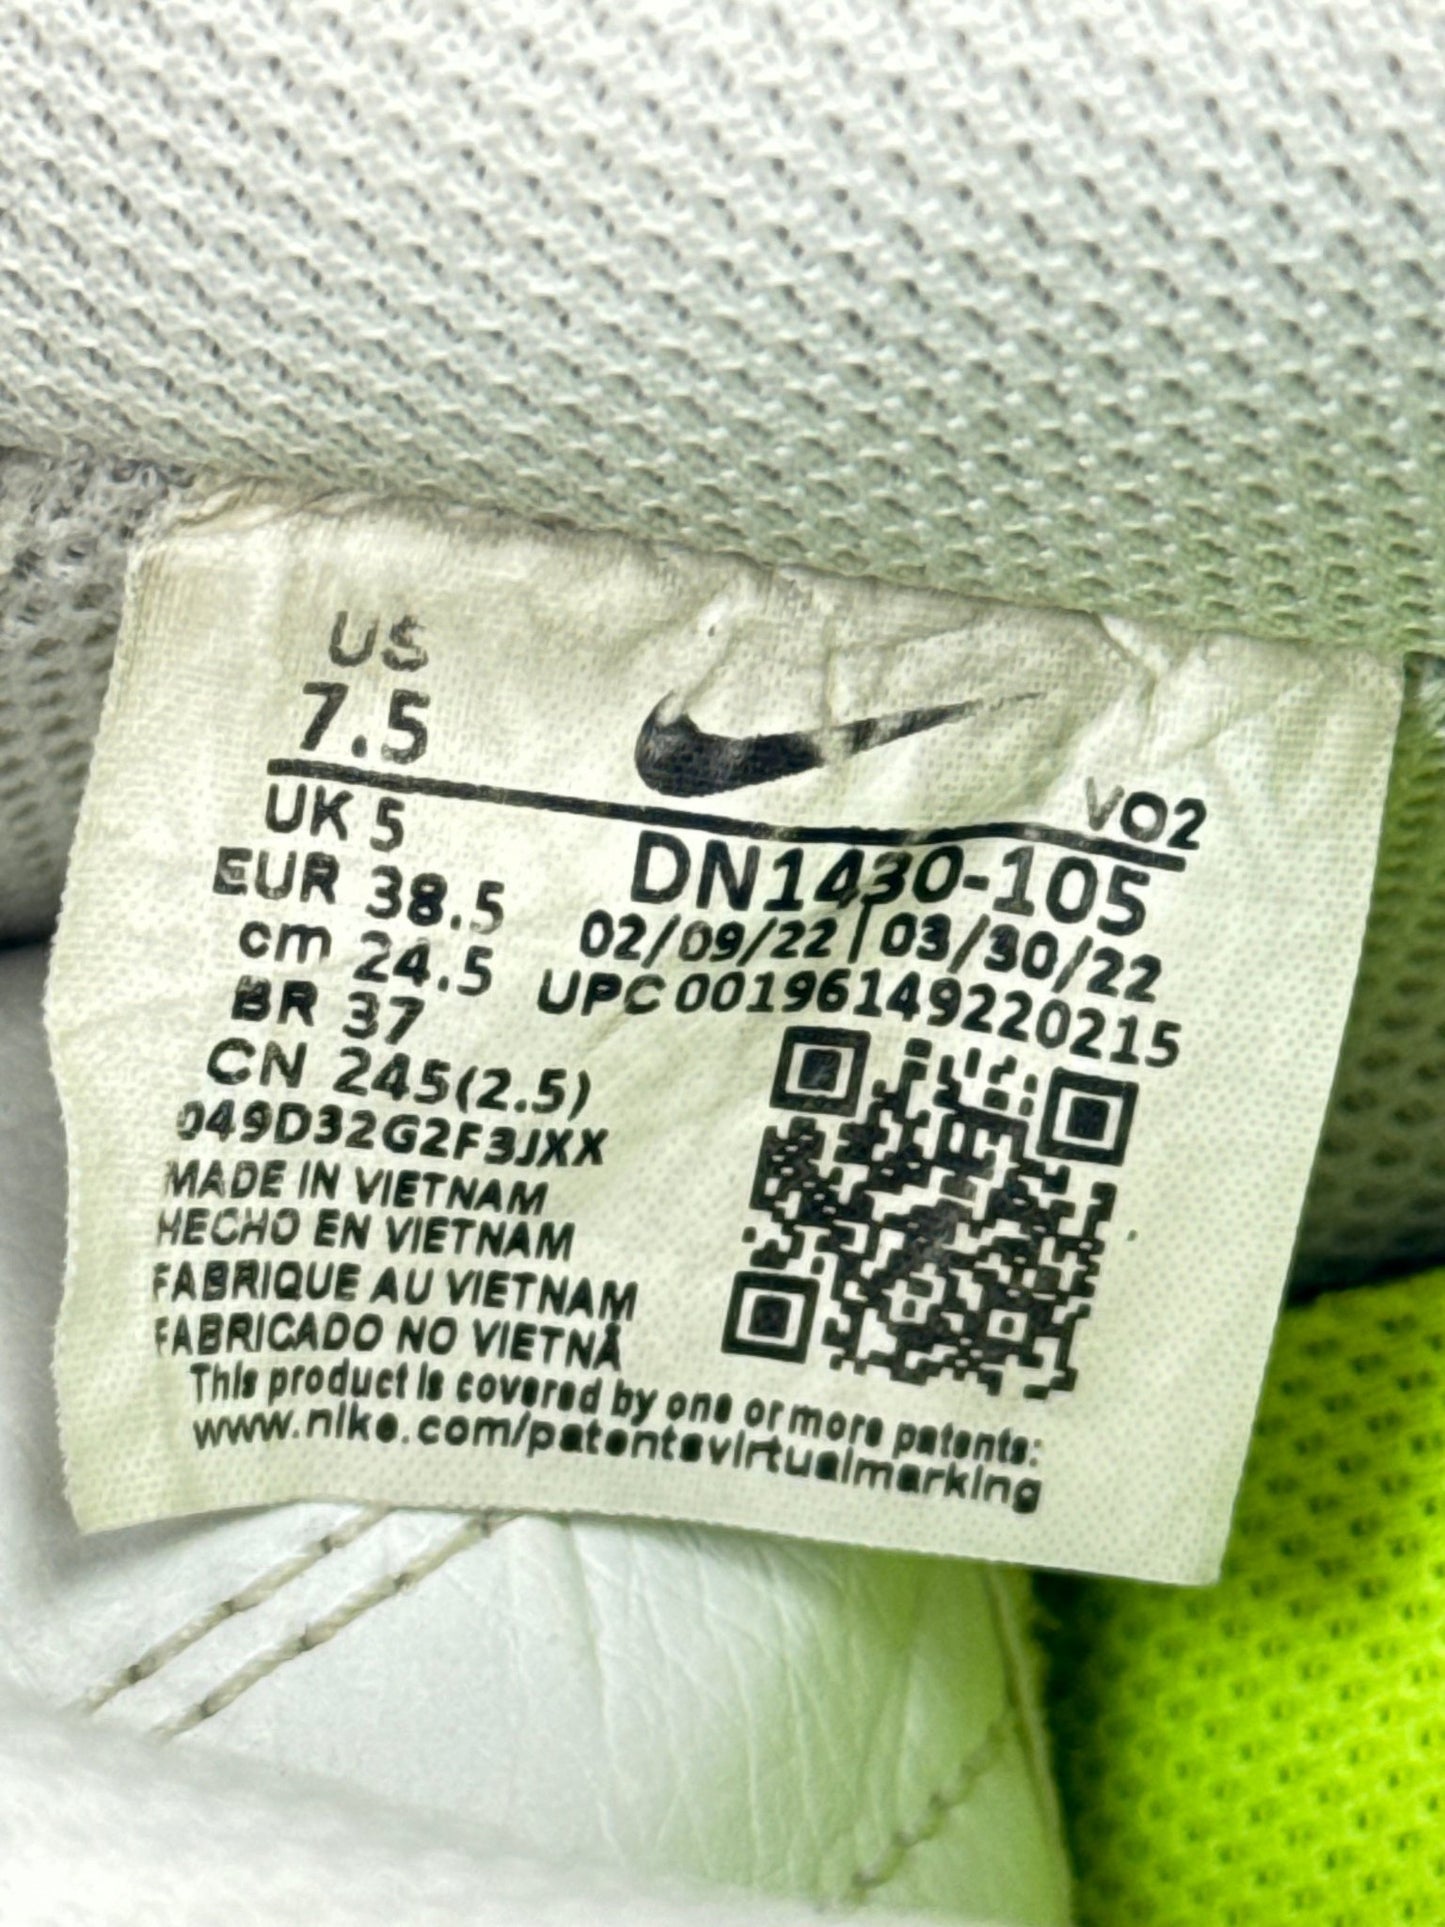 US
7.5
VO2
UK 5
DN1430-105
EUR 38.5
02/09/22 | 03/30/22
cm 24.5
UPC 00196149220215
BR 37
CN 245(2.5)
049D32G2F3JXX
MADE IN VIETNAM
HECHO EN VIETNAM
FABRIQUE AU VIETNAM
FABRICADO NO VIETNÃ
This product is covered by one or more patents:
www.nike.com/patentsvirtualmarking